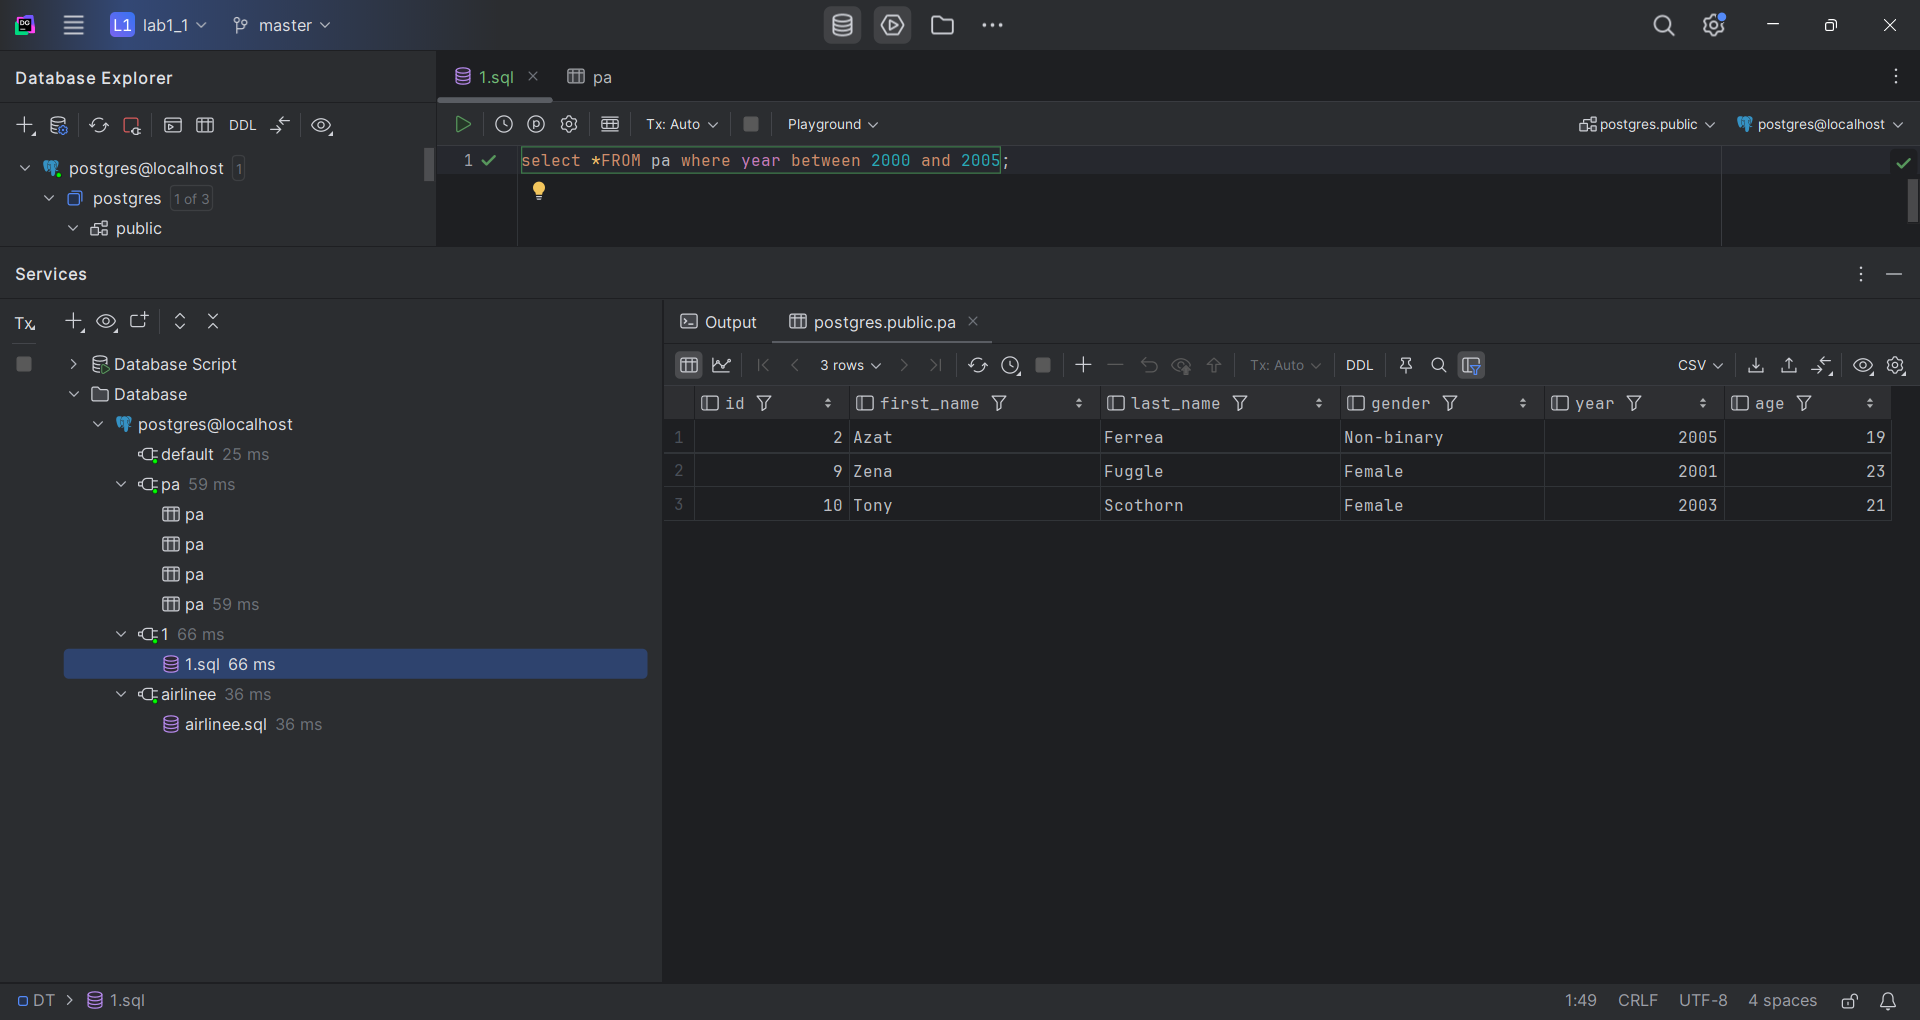 L1 lab1_1 master
Database Explorer
1.sql pa
DDL
Tx: Auto Playground postgres.public postgres@localhost
postgres@localhost 1
postgres 1 of 3
public
1 select *FROM pa where year between 2000 and 2005;
Services
Tx
Output postgres.public.pa
3 rows Tx: Auto DDL CSV
Database Script
Database
postgres@localhost
default 25 ms
pa 59 ms
pa
pa
pa
pa 59 ms
1 66 ms
1.sql 66 ms
airlinee 36 ms
airlinee.sql 36 ms
id first_name last_name gender year age
1 2 Azat Ferrea Non-binary 2005 19
2 9 Zena Fuggle Female 2001 23
3 10 Tony Scothorn Female 2003 21
DT 1.sql
1:49 CRLF UTF-8 4 spaces